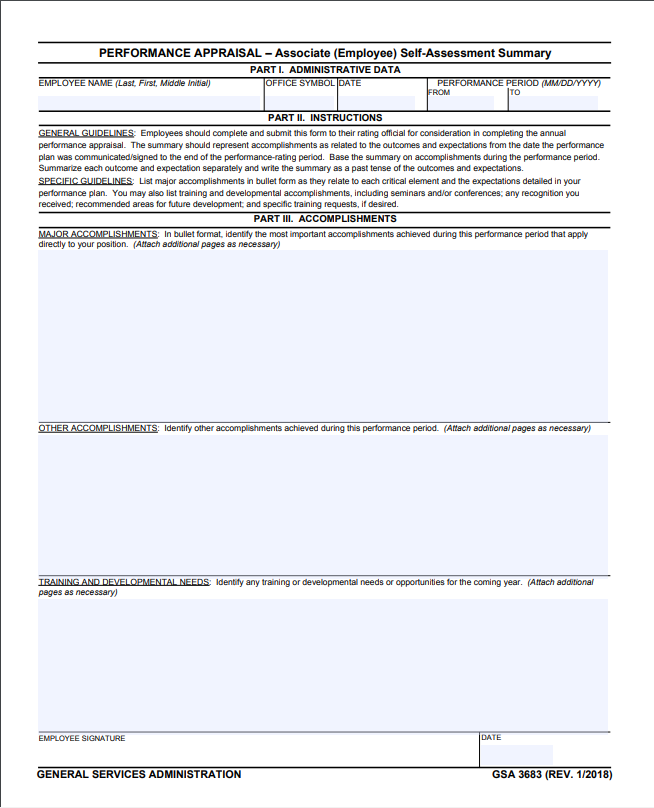 PERFORMANCE APPRAISAL – Associate (Employee) Self-Assessment Summary
PART I. ADMINISTRATIVE DATA
EMPLOYEE NAME (Last, First, Middle Initial)
OFFICE SYMBOL
DATE
PERFORMANCE PERIOD (MM/DD/YYYY)
FROM
TO
PART II. INSTRUCTIONS
GENERAL GUIDELINES: Employees should complete and submit this form to their rating official for consideration in completing the annual
performance appraisal. The summary should represent accomplishments as related to the outcomes and expectations from the date the performance
plan was communicated/signed to the end of the performance-rating period. Base the summary on accomplishments during the performance period.
Summarize each outcome and expectation separately and write the summary as a past tense of the outcomes and expectations.
SPECIFIC GUIDELINES: List major accomplishments in bullet form as they relate to each critical element and the expectations detailed in your
performance plan. You may also list training and developmental accomplishments, including seminars and/or conferences; any recognition you
received; recommended areas for future development; and specific training requests, if desired.
PART III. ACCOMPLISHMENTS
MAJOR ACCOMPLISHMENTS: In bullet format, identify the most important accomplishments achieved during this performance period that apply
directly to your position. (Attach additional pages as necessary)
OTHER ACCOMPLISHMENTS: Identify other accomplishments achieved during this performance period. (Attach additional pages as necessary)
TRAINING AND DEVELOPMENTAL NEEDS: Identify any training or developmental needs or opportunities for the coming year. (Attach additional
pages as necessary)
EMPLOYEE SIGNATURE
DATE
GENERAL SERVICES ADMINISTRATION
GSA 3683 (REV. 1/2018)